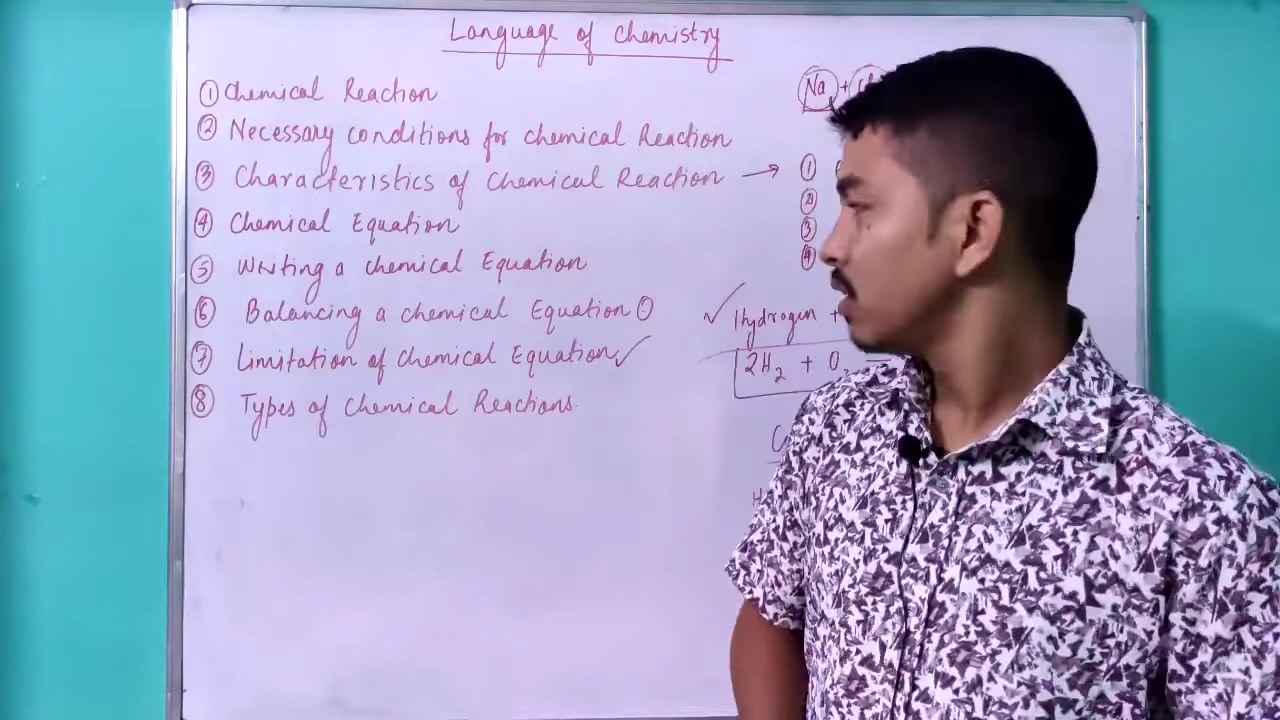 Language of Chemistry
① Chemical Reaction
② Necessary conditions for chemical Reaction
③ Characteristics of Chemical Reaction →
④ Chemical Equation
⑤ Writing a chemical Equation
⑥ Balancing a chemical Equation ①
⑦ Limitation of Chemical Equation ✓
⑧ Types of Chemical Reactions.
Na +
①
②
③
④
✓ Hydrogen +
2H₂ + O₂